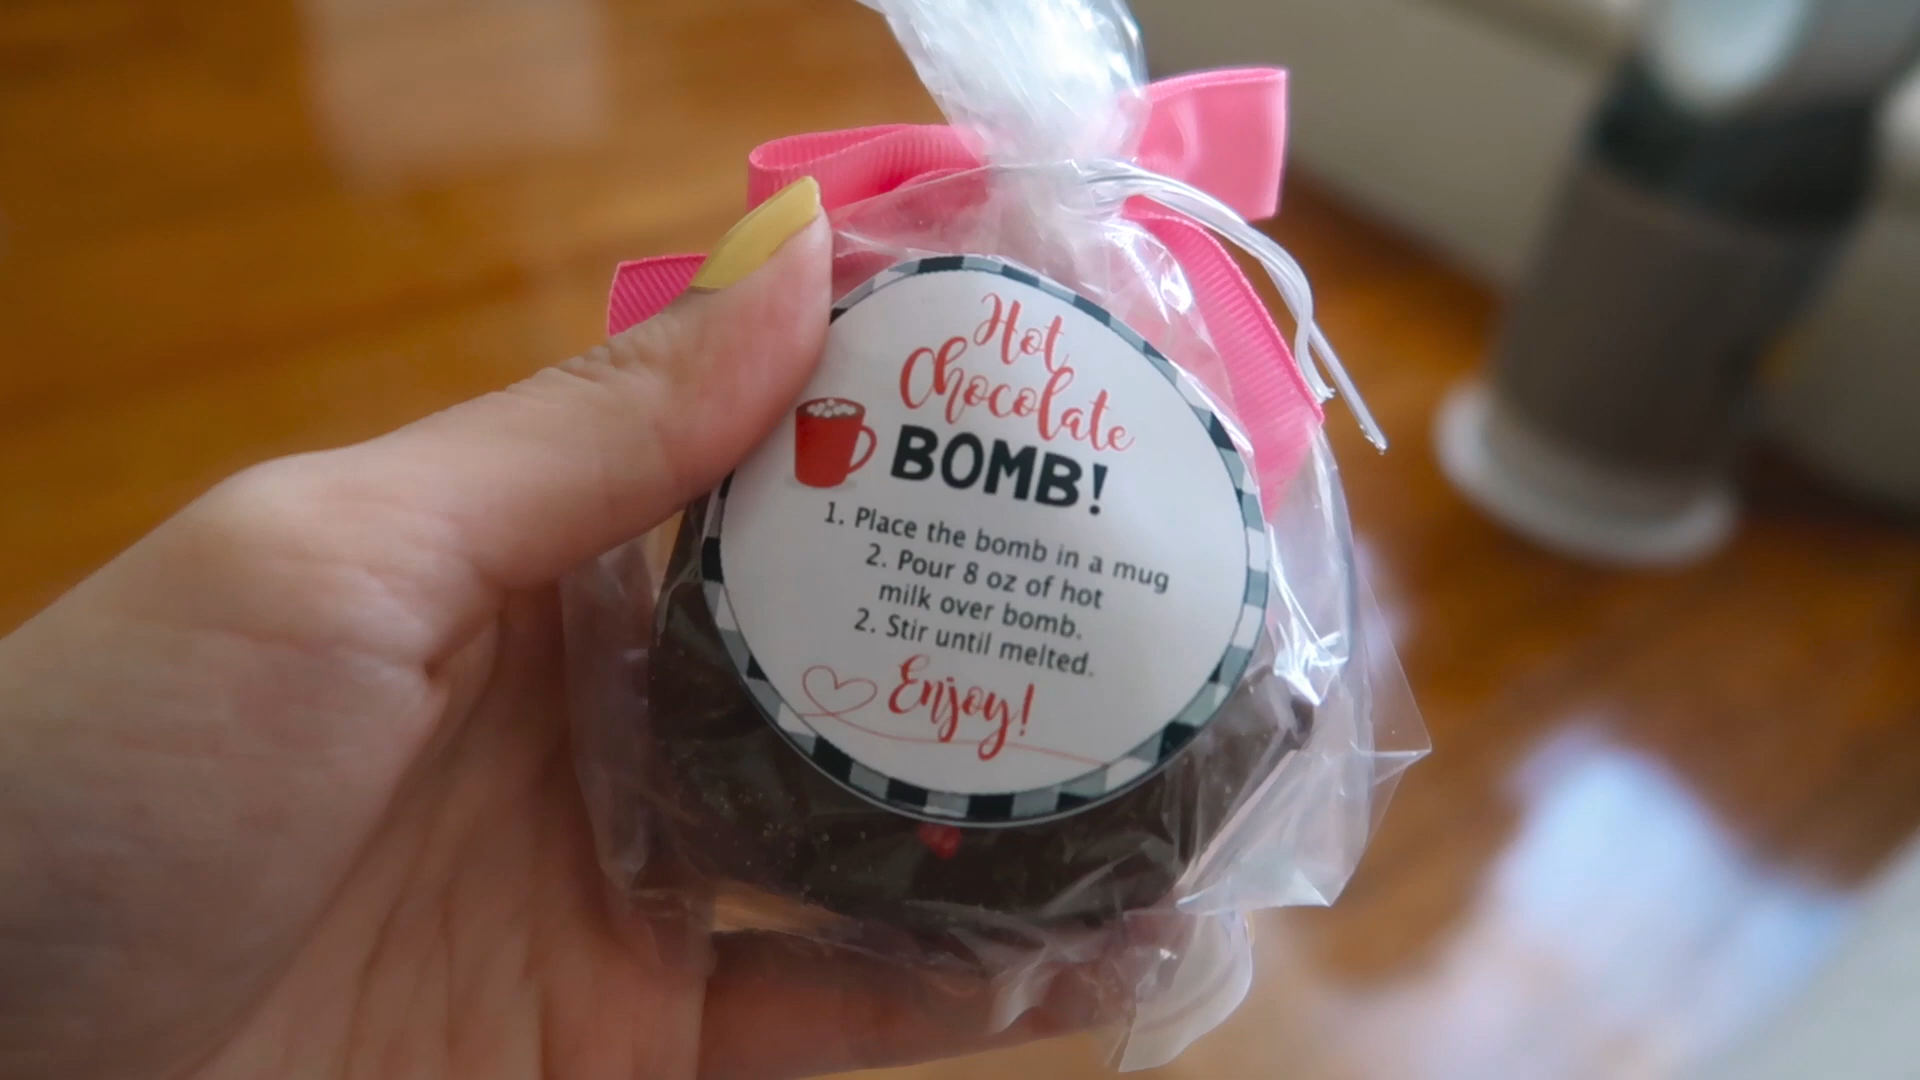 Hot
Chocolate
BOMB!
1. Place the bomb in a mug
2. Pour 8 oz of hot
milk over bomb.
2. Stir until melted.
Enjoy!